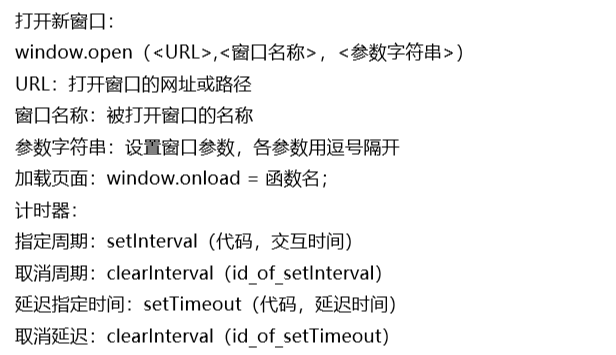 打开新窗口：
window.open（<URL>,<窗口名称>，<参数字符串>）
URL：打开窗口的网址或路径
窗口名称：被打开窗口的名称
参数字符串：设置窗口参数，各参数用逗号隔开
加载页面：window.onload = 函数名；
计时器：
指定周期：setInterval（代码，交互时间）
取消周期：clearInterval（id_of_setInterval）
延迟指定时间：setTimeout（代码，延迟时间）
取消延迟：clearInterval（id_of_setTimeout）